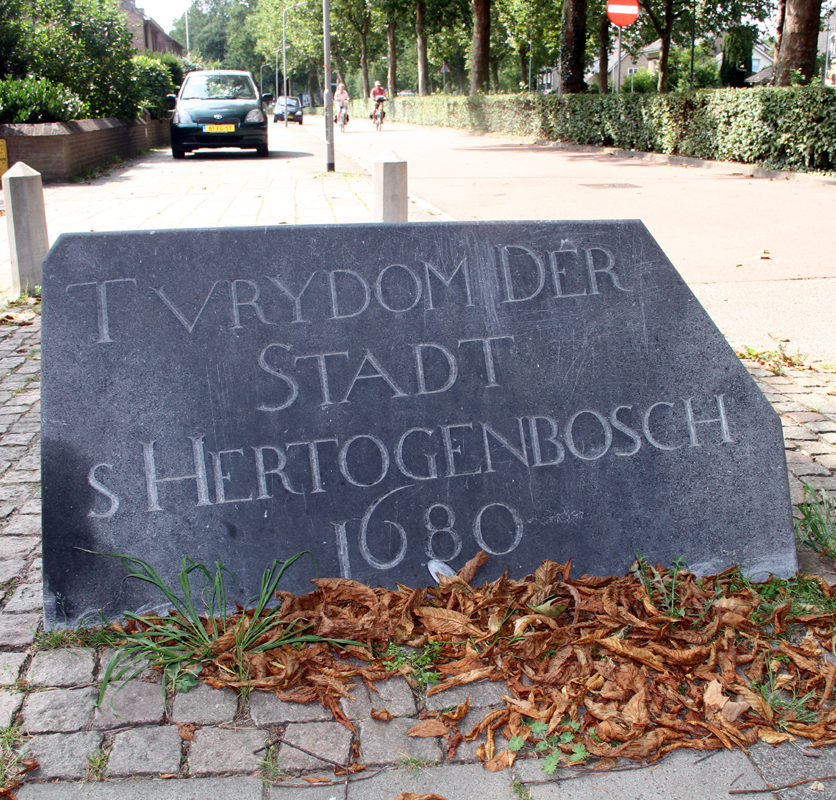 T VRYDOM DER
STADT
S HERTOGENBOSCH
1680